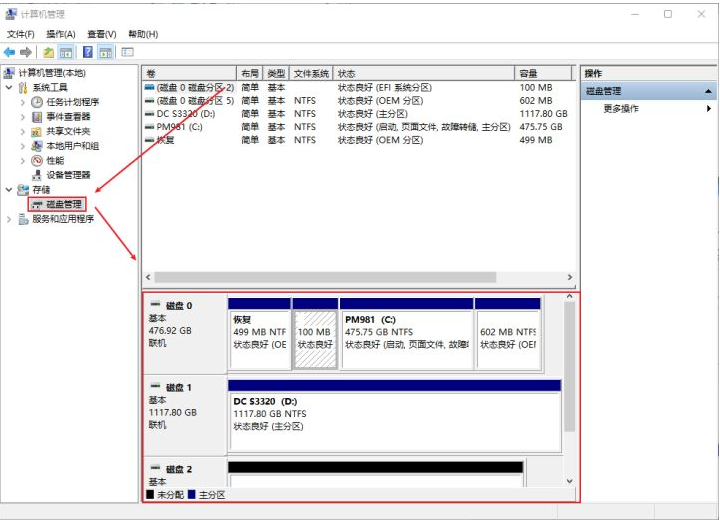 计算机管理
文件(F) 操作(A) 查看(V) 帮助(H)
计算机管理(本地)
系统工具
任务计划程序
事件查看器
共享文件夹
本地用户和组
性能
设备管理器
存储
磁盘管理
服务和应用程序
卷 布局 类型 文件系统 状态 容量
(磁盘 0 磁盘分区 2) 简单 基本 状态良好 (EFI 系统分区) 100 MB
(磁盘 0 磁盘分区 5) 简单 基本 NTFS 状态良好 (OEM 分区) 602 MB
DC S3320 (D:) 简单 基本 NTFS 状态良好 (主分区) 1117.80 GB
PM981 (C:) 简单 基本 NTFS 状态良好 (启动, 页面文件, 故障转储, 主分区) 475.75 GB
恢复 简单 基本 NTFS 状态良好 (OEM 分区) 499 MB
操作
磁盘管理
更多操作
磁盘 0
基本
476.92 GB
联机
恢复
499 MB NTF
状态良好 (OE
100 MB
状态良好
PM981 (C:)
475.75 GB NTFS
状态良好 (启动, 页面文件, 故障
602 MB NTFS
状态良好 (OEI
磁盘 1
基本
1117.80 GB
联机
DC S3320 (D:)
1117.80 GB NTFS
状态良好 (主分区)
磁盘 2
基本
未分配 主分区